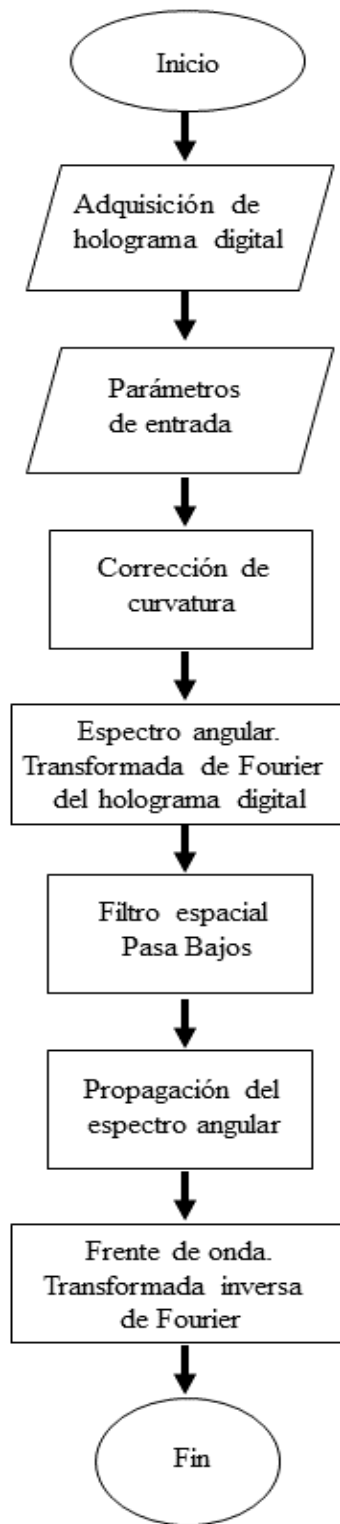 Inicio
Adquisición de
holograma digital
Parámetros
de entrada
Corrección de
curvatura
Espectro angular.
Transformada de Fourier
del holograma digital
Filtro espacial
Pasa Bajos
Propagación del
espectro angular
Frente de onda.
Transformada inversa
de Fourier
Fin